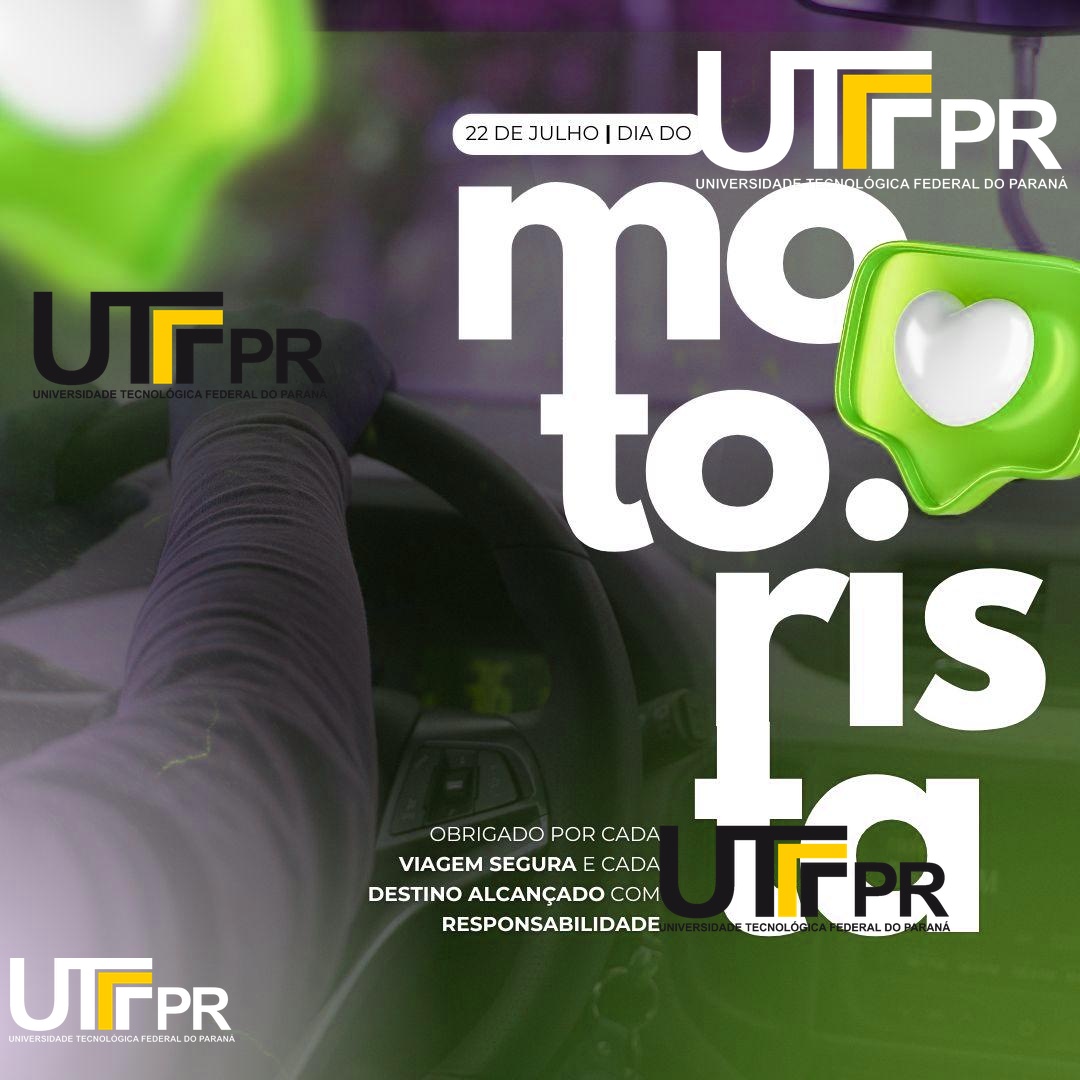 22 DE JULHO | DIA DO
UTFPR
UNIVERSIDADE TECNOLÓGICA FEDERAL DO PARANÁ
mo
to.
ris
ta
UTFPR
UNIVERSIDADE TECNOLÓGICA FEDERAL DO PARANÁ
OBRIGADO POR CADA
VIAGEM SEGURA E CADA
DESTINO ALCANÇADO COM
RESPONSABILIDADE
UTFPR
UNIVERSIDADE TECNOLÓGICA FEDERAL DO PARANÁ
UTFPR
UNIVERSIDADE TECNOLÓGICA FEDERAL DO PARANÁ